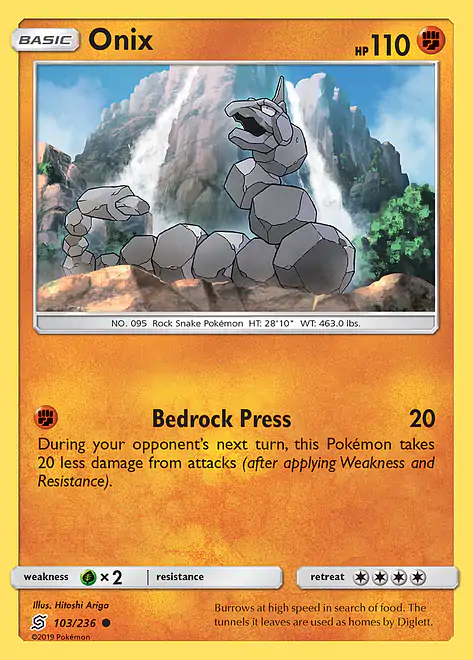 BASIC Onix HP 110
NO. 095 Rock Snake Pokémon HT: 28'10" WT: 463.0 lbs.
Bedrock Press 20
During your opponent's next turn, this Pokémon takes
20 less damage from attacks (after applying Weakness and
Resistance).
weakness × 2 resistance retreat
Illus. Hitoshi Ariga
103/236
©2019 Pokémon
Burrows at high speed in search of food. The
tunnels it leaves are used as homes by Diglett.